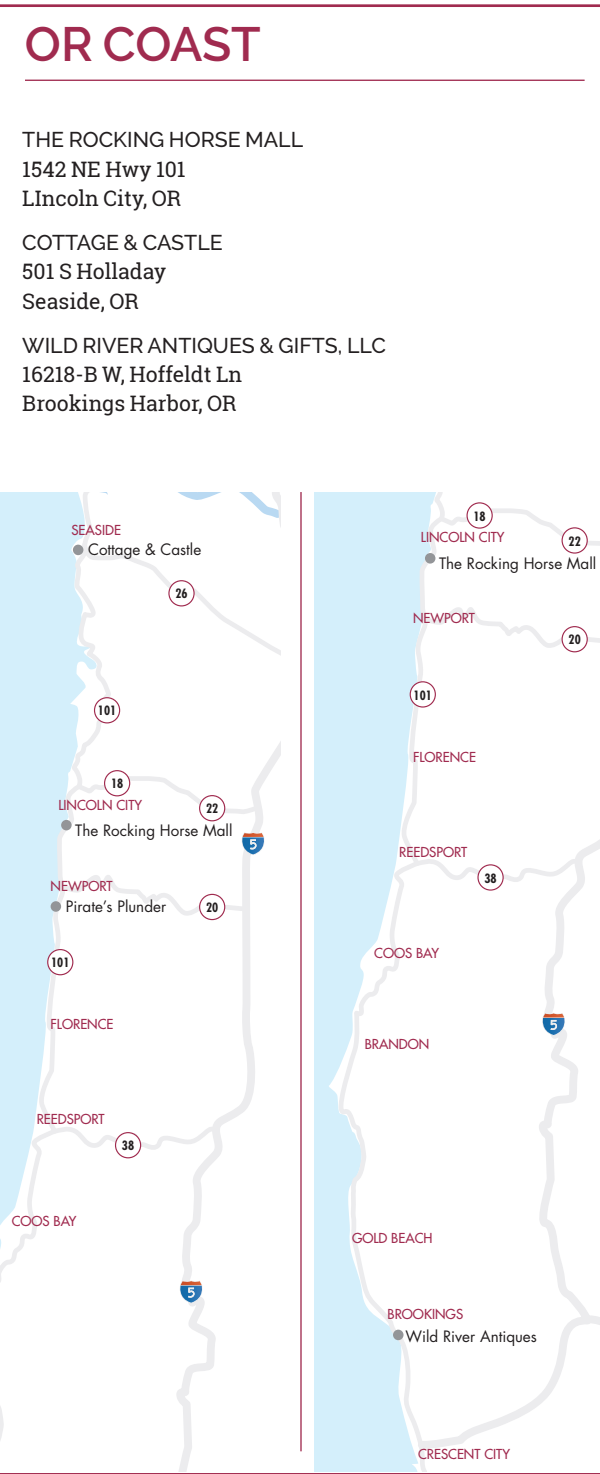 OR COAST
THE ROCKING HORSE MALL
1542 NE Hwy 101
LIncoln City, OR
COTTAGE & CASTLE
501 S Holladay
Seaside, OR
WILD RIVER ANTIQUES & GIFTS, LLC
16218-B W, Hoffeldt Ln
Brookings Harbor, OR
SEASIDE
Cottage & Castle
26
101
18
LINCOLN CITY
22
The Rocking Horse Mall
5
NEWPORT
Pirate's Plunder
20
101
FLORENCE
REEDSPORT
38
COOS BAY
5
18
LINCOLN CITY
22
The Rocking Horse Mall
NEWPORT
20
101
FLORENCE
REEDSPORT
38
COOS BAY
5
BRANDON
GOLD BEACH
BROOKINGS
Wild River Antiques
CRESCENT CITY